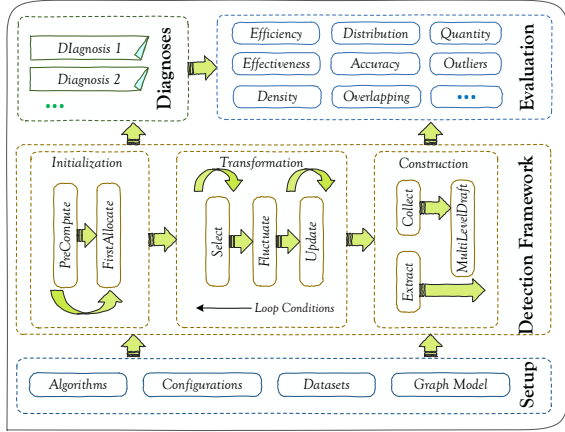 DIagnosis 1
Diagnosis 2
...
Diagnoses
Efficiency
Distribution
Quantity
Effectiveness
Accuracy
Outliers
Density
Overlapping
...
Evaluation
Initialization
PreCompute
FirstAllocate
Transformation
Select
Fluctuate
Update
Loop Conditions
Construction
Collect
Extract
MultiLevelDraft
Detection Framework
Algorithms
Configurations
Datasets
Graph Model
Setup